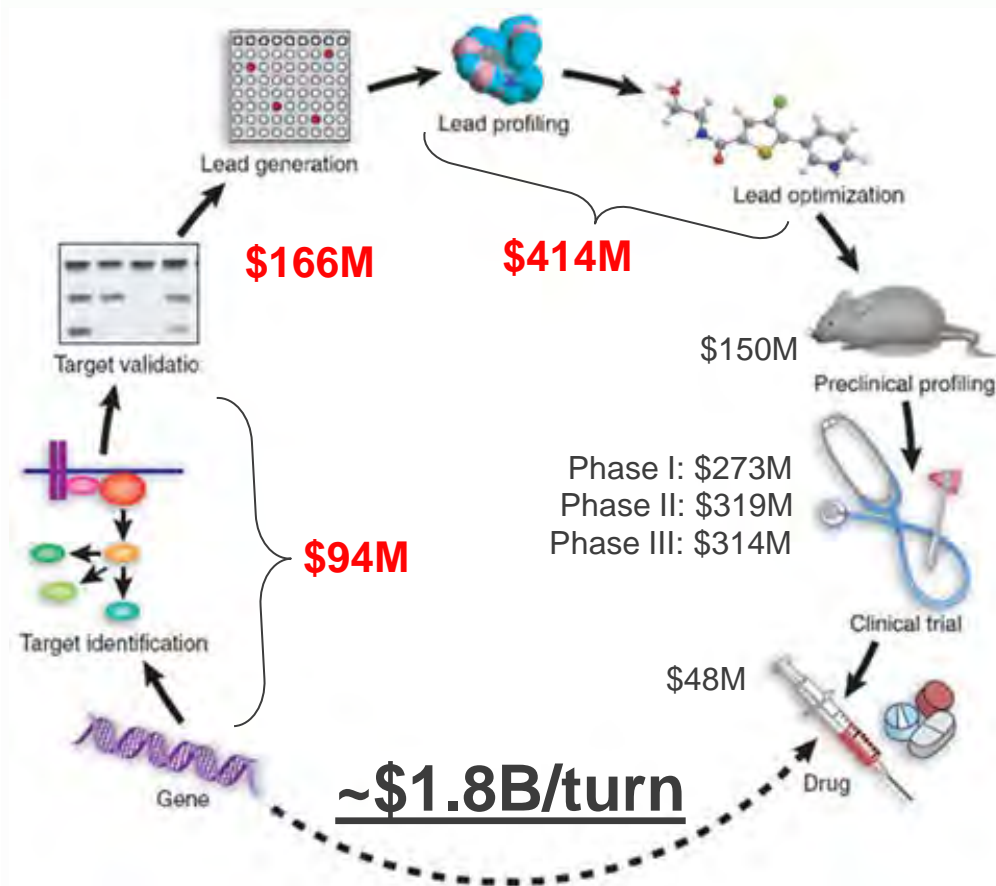 Lead profiling
Lead generation
Lead optimization
$166M
$414M
Target validatio
$150M
Preclinical profiling
Phase I: $273M
Phase II: $319M
Phase III: $314M
$94M
Clinical trial
Target identification
$48M
~$1.8B/turn
Drug
Gene